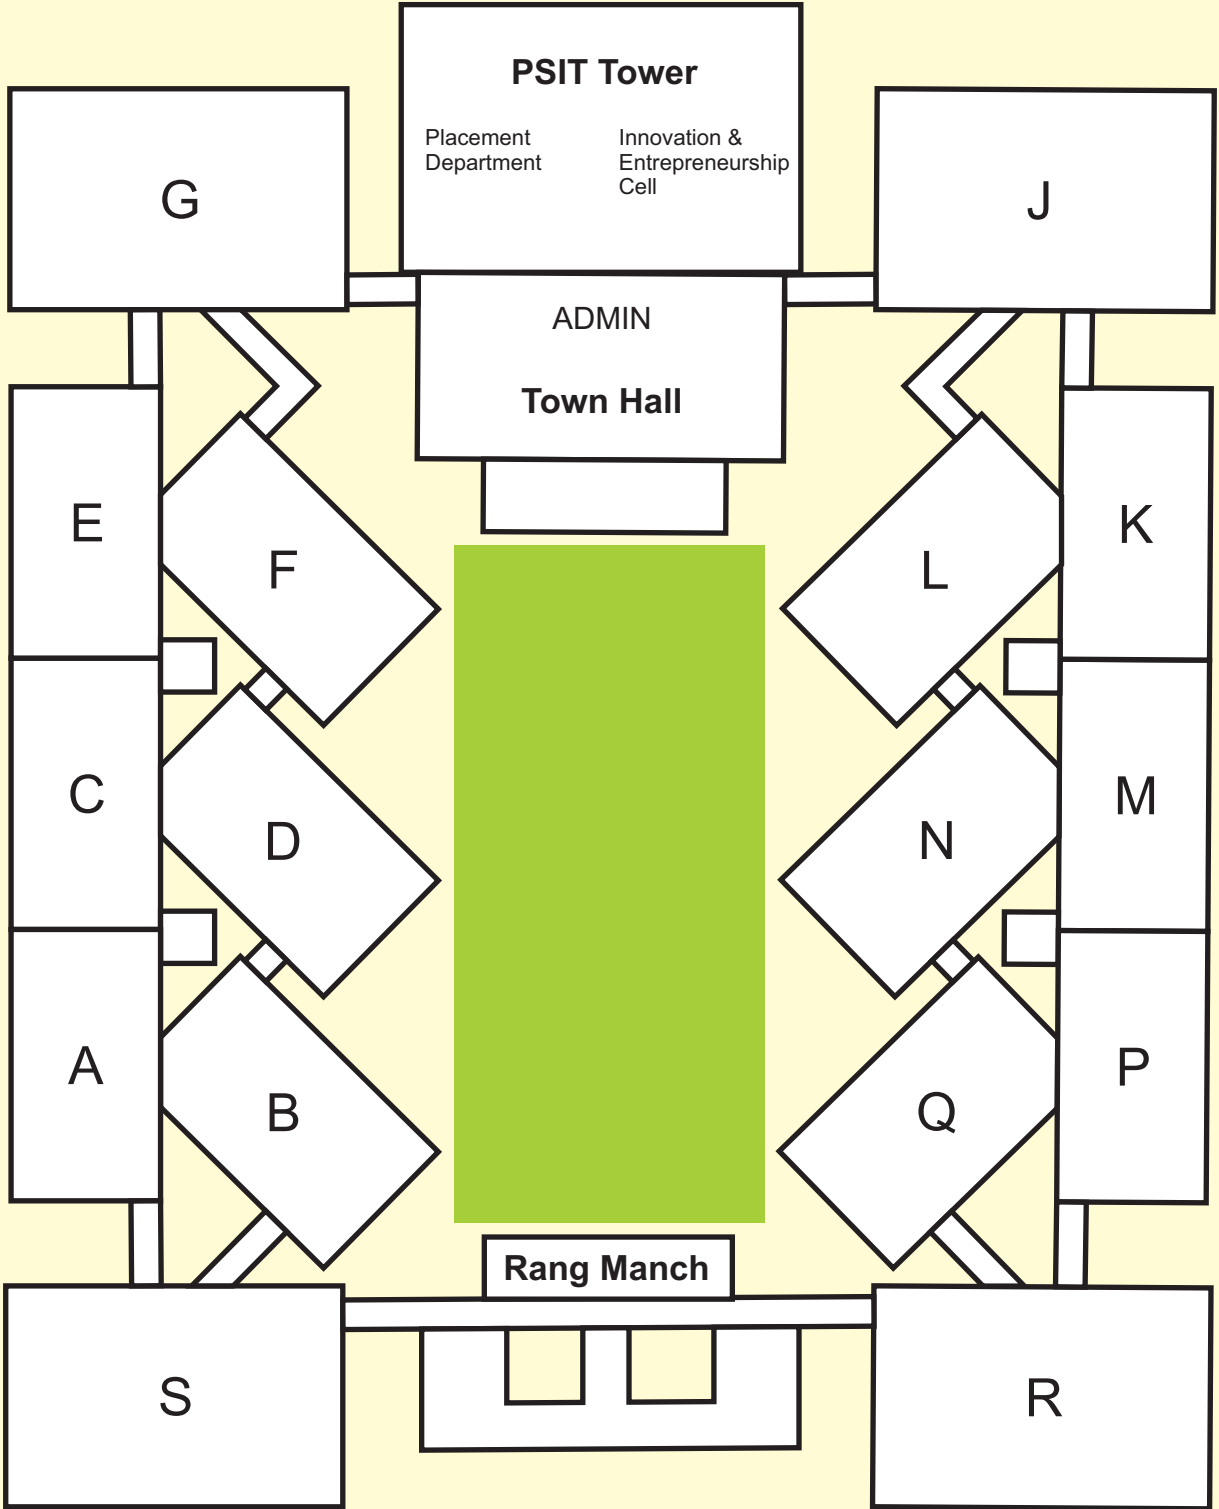 PSIT Tower
Placement
Department
Innovation &
Entrepreneurship
Cell
G
J
ADMIN
Town Hall
E
F
L
K
C
D
N
M
A
B
Q
P
Rang Manch
S
R